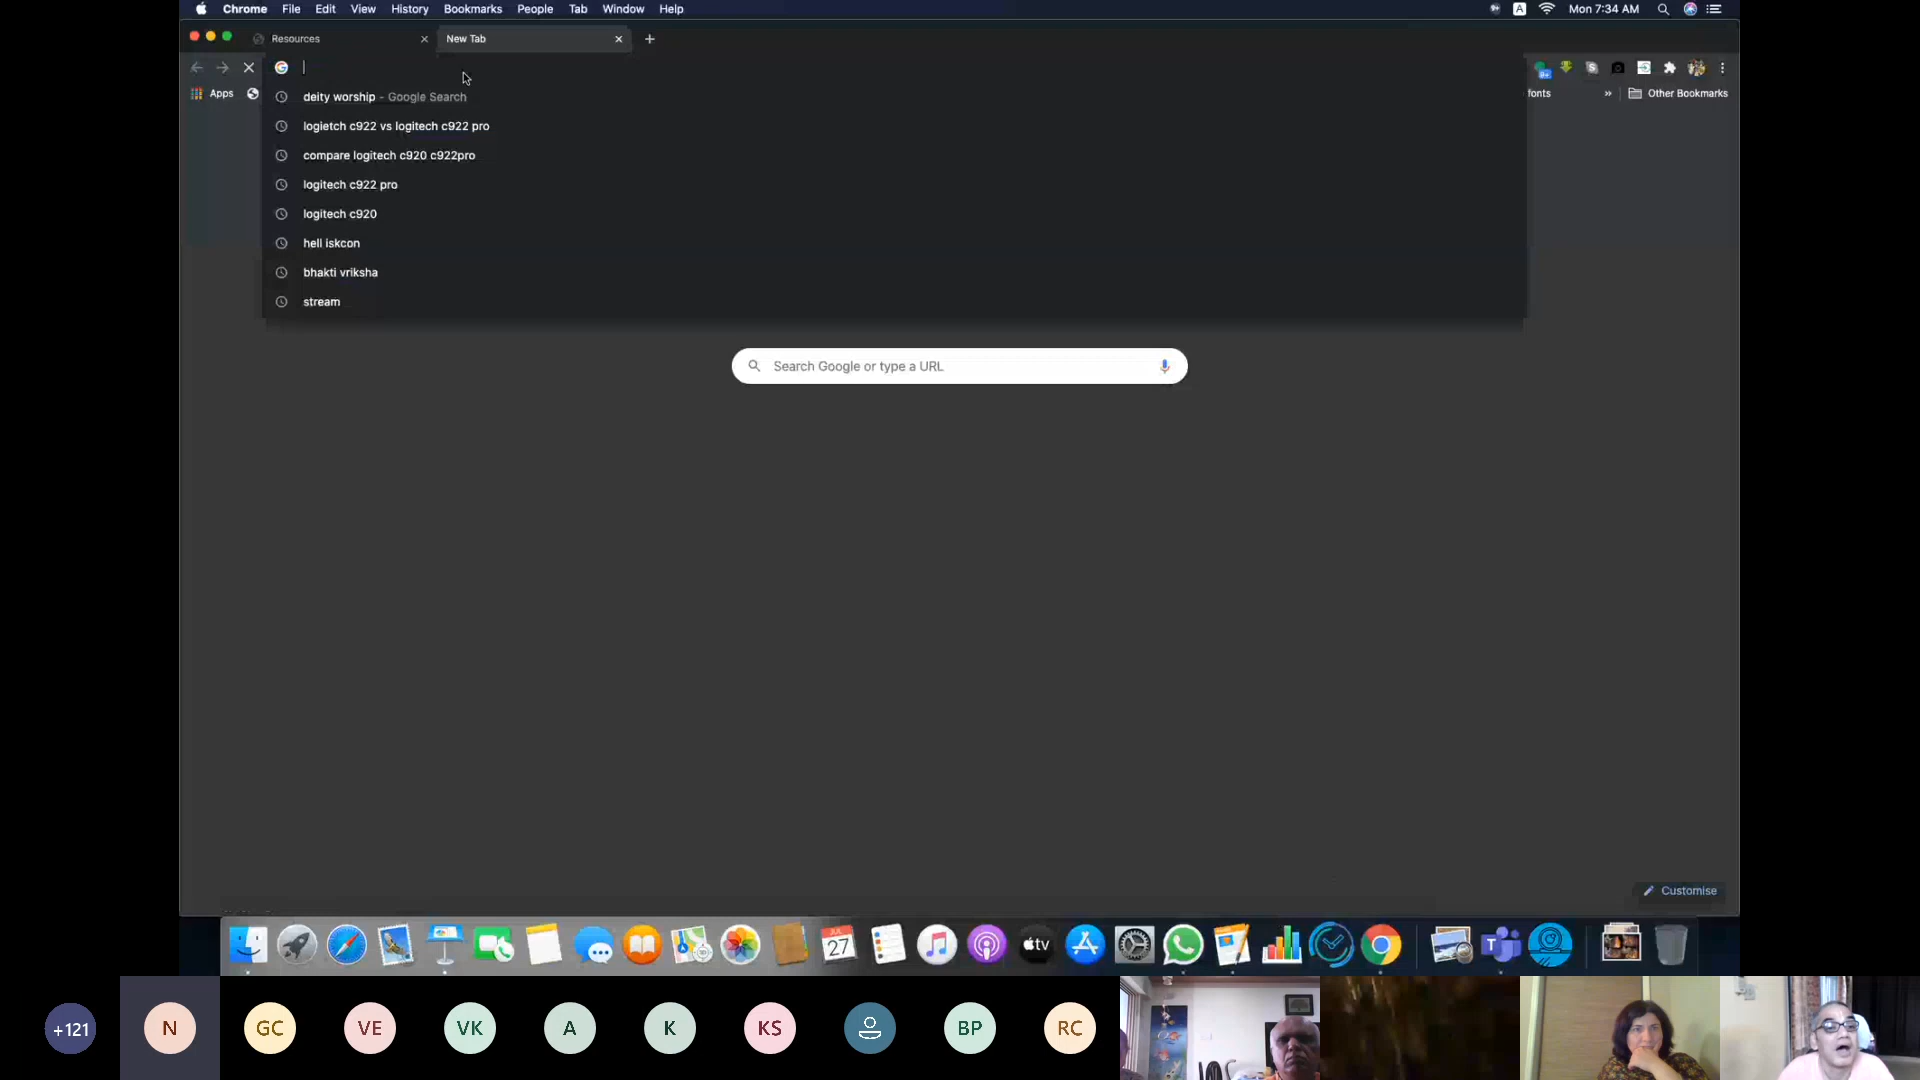 Chrome File Edit View History Bookmarks People Tab Window Help
A Mon 7:34 AM
Resources
New Tab
Apps
fonts
Other Bookmarks
deity worship - Google Search
logietch c922 vs logitech c922 pro
compare logitech c920 c922pro
logitech c922 pro
logitech c920
hell iskcon
bhakti vriksha
stream
Search Google or type a URL
Customise
JUL
27
tv
T
+121
N
GC
VE
VK
A
K
KS
BP
RC